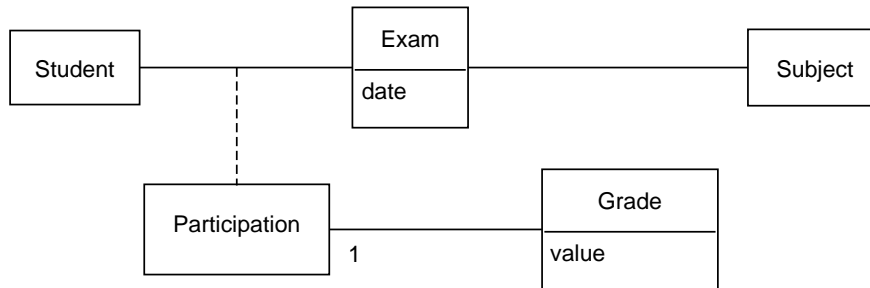 Exam
Student
Subject
date
Grade
Participation
1
value